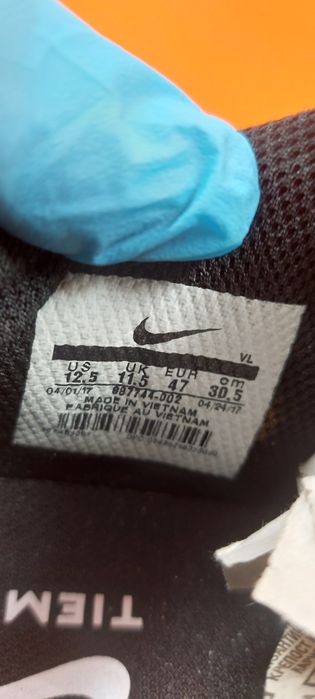 VL
US UK EUR cm
12.5 11.5 47 30.5
04/01/17 897744-002 04/24/17
MADE IN VIETNAM
FABRIQUE AU VIETNAM
TIEM